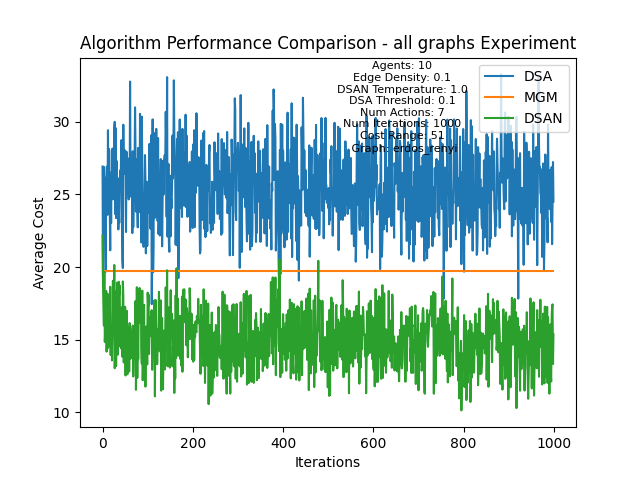 Algorithm Performance Comparison - all graphs Experiment
Agents: 10
Edge Density: 0.1
DSAN Temperature: 1.0
DSA Threshold: 0.1
Num Actions: 7
Num Iterations: 1000
Cost Range: 51
Graph: erdos_renyi
DSA
MGM
DSAN
Average Cost
30
25
20
15
10
0
200
400
600
800
1000
Iterations